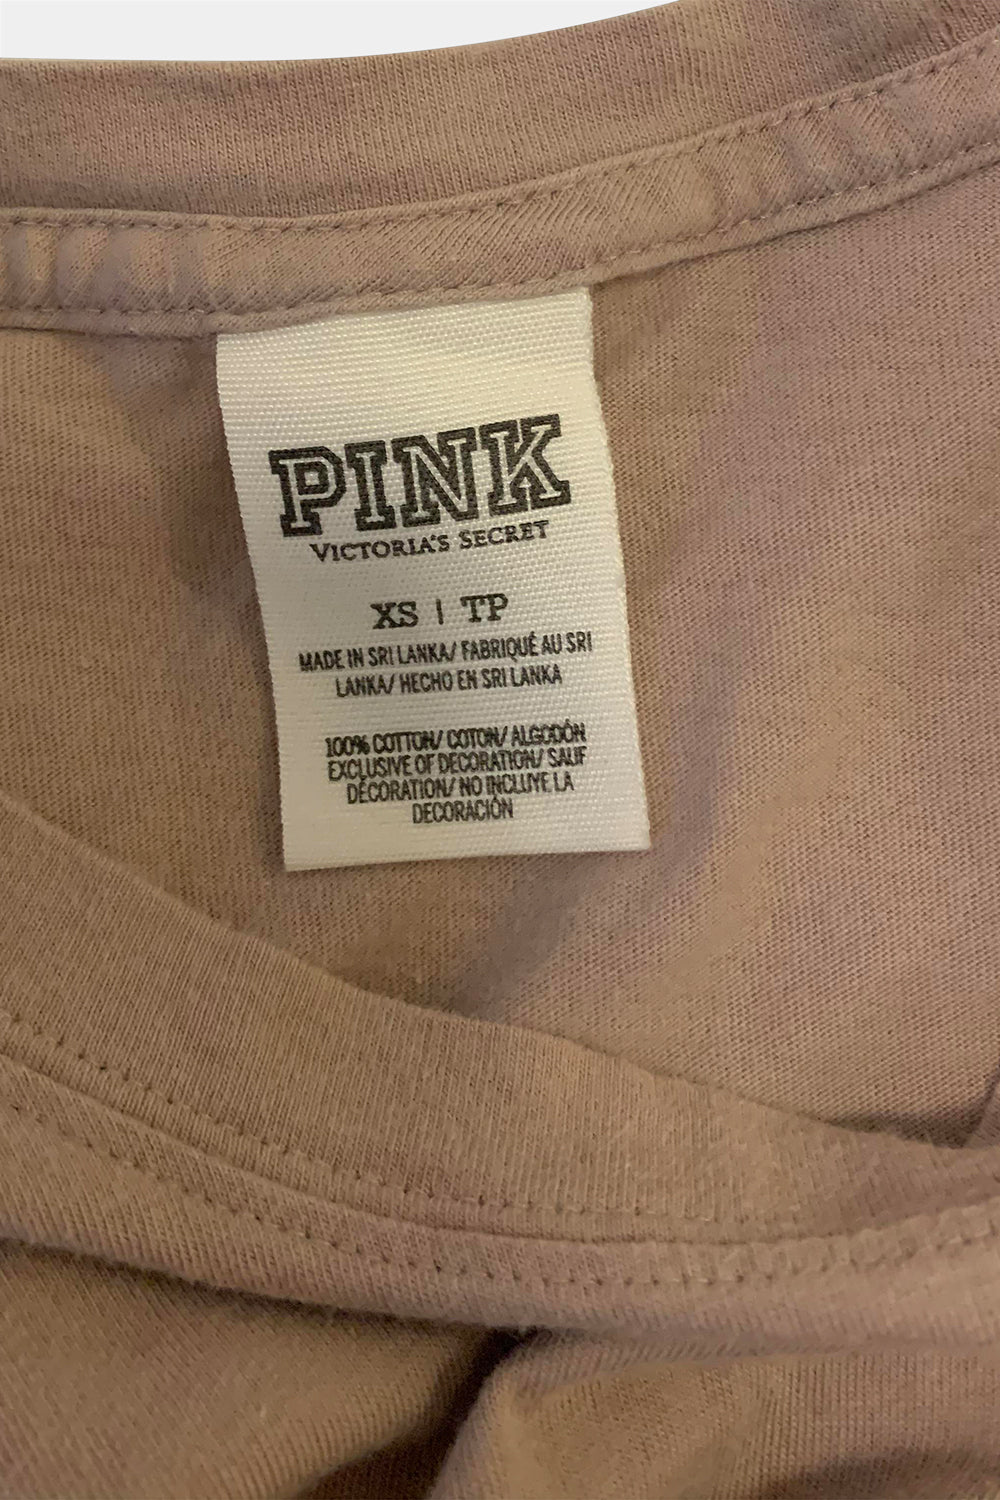 PINK
VICTORIA'S SECRET
XS | TP
MADE IN SRI LANKA/ FABRIQUÉ AU SRI
LANKA/ HECHO EN SRI LANKA
100% COTTON/ COTON/ ALGODÓN
EXCLUSIVE OF DECORATION/ SAUF
DÉCORATION/ NO INCLUYE LA
DECORACIÓN